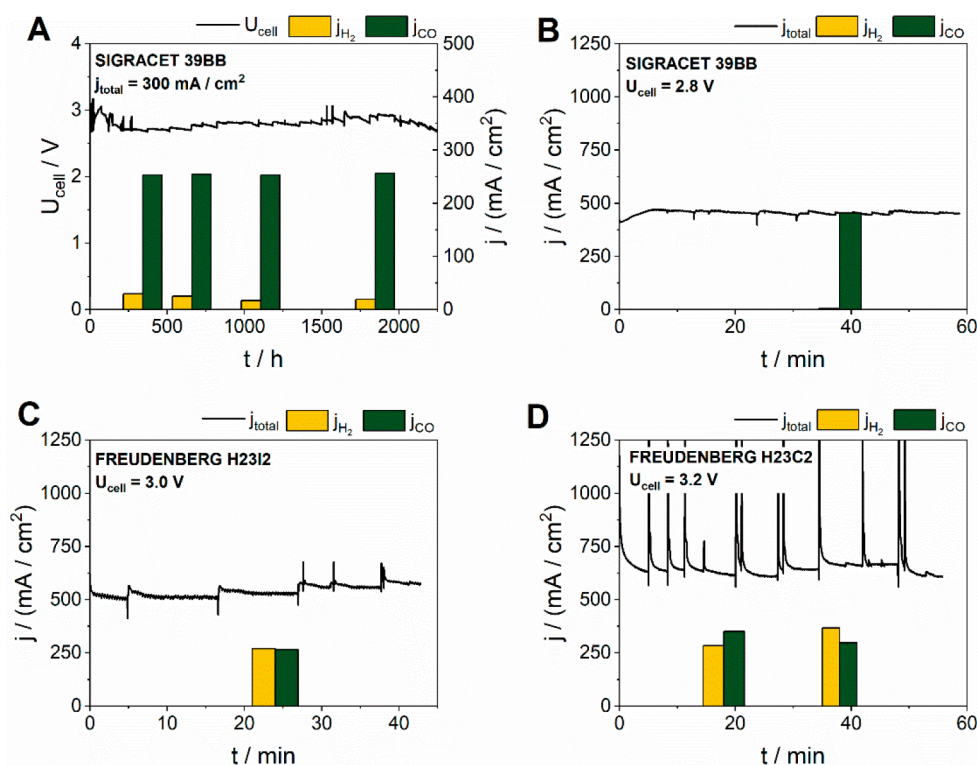 A
U_cell j_H₂ j_CO
SIGRACET 39BB
j_total = 300 mA / cm²
U_cell / V
4
3
2
1
0
j / (mA / cm²)
500
400
300
200
100
0
0 500 1000 1500 2000
t / h
B
j_total j_H₂ j_CO
SIGRACET 39BB
U_cell = 2.8 V
j / (mA / cm²)
1250
1000
750
500
250
0
0 20 40 60
t / min
C
j_total j_H₂ j_CO
FREUDENBERG H23I2
U_cell = 3.0 V
j / (mA / cm²)
1250
1000
750
500
250
0
0 10 20 30 40
t / min
D
j_total j_H₂ j_CO
FREUDENBERG H23C2
U_cell = 3.2 V
j / (mA / cm²)
1250
1000
750
500
250
0
0 20 40 60
t / min